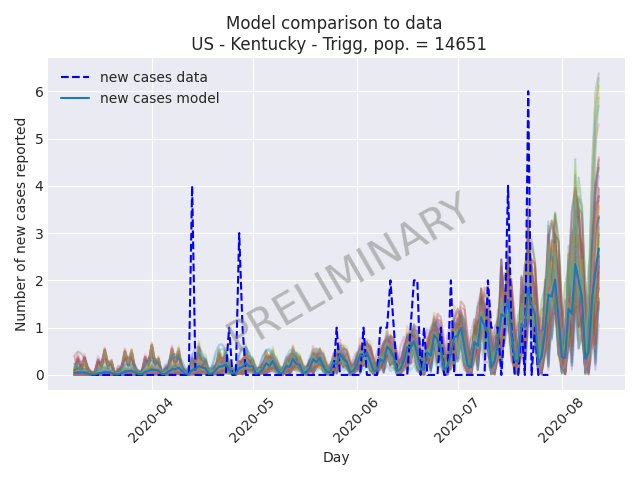 Model comparison to data
US - Kentucky - Trigg, pop. = 14651
new cases data
new cases model
Number of new cases reported
6
5
4
3
2
1
0
PRELIMINARY
2020-04
2020-05
2020-06
2020-07
2020-08
Day